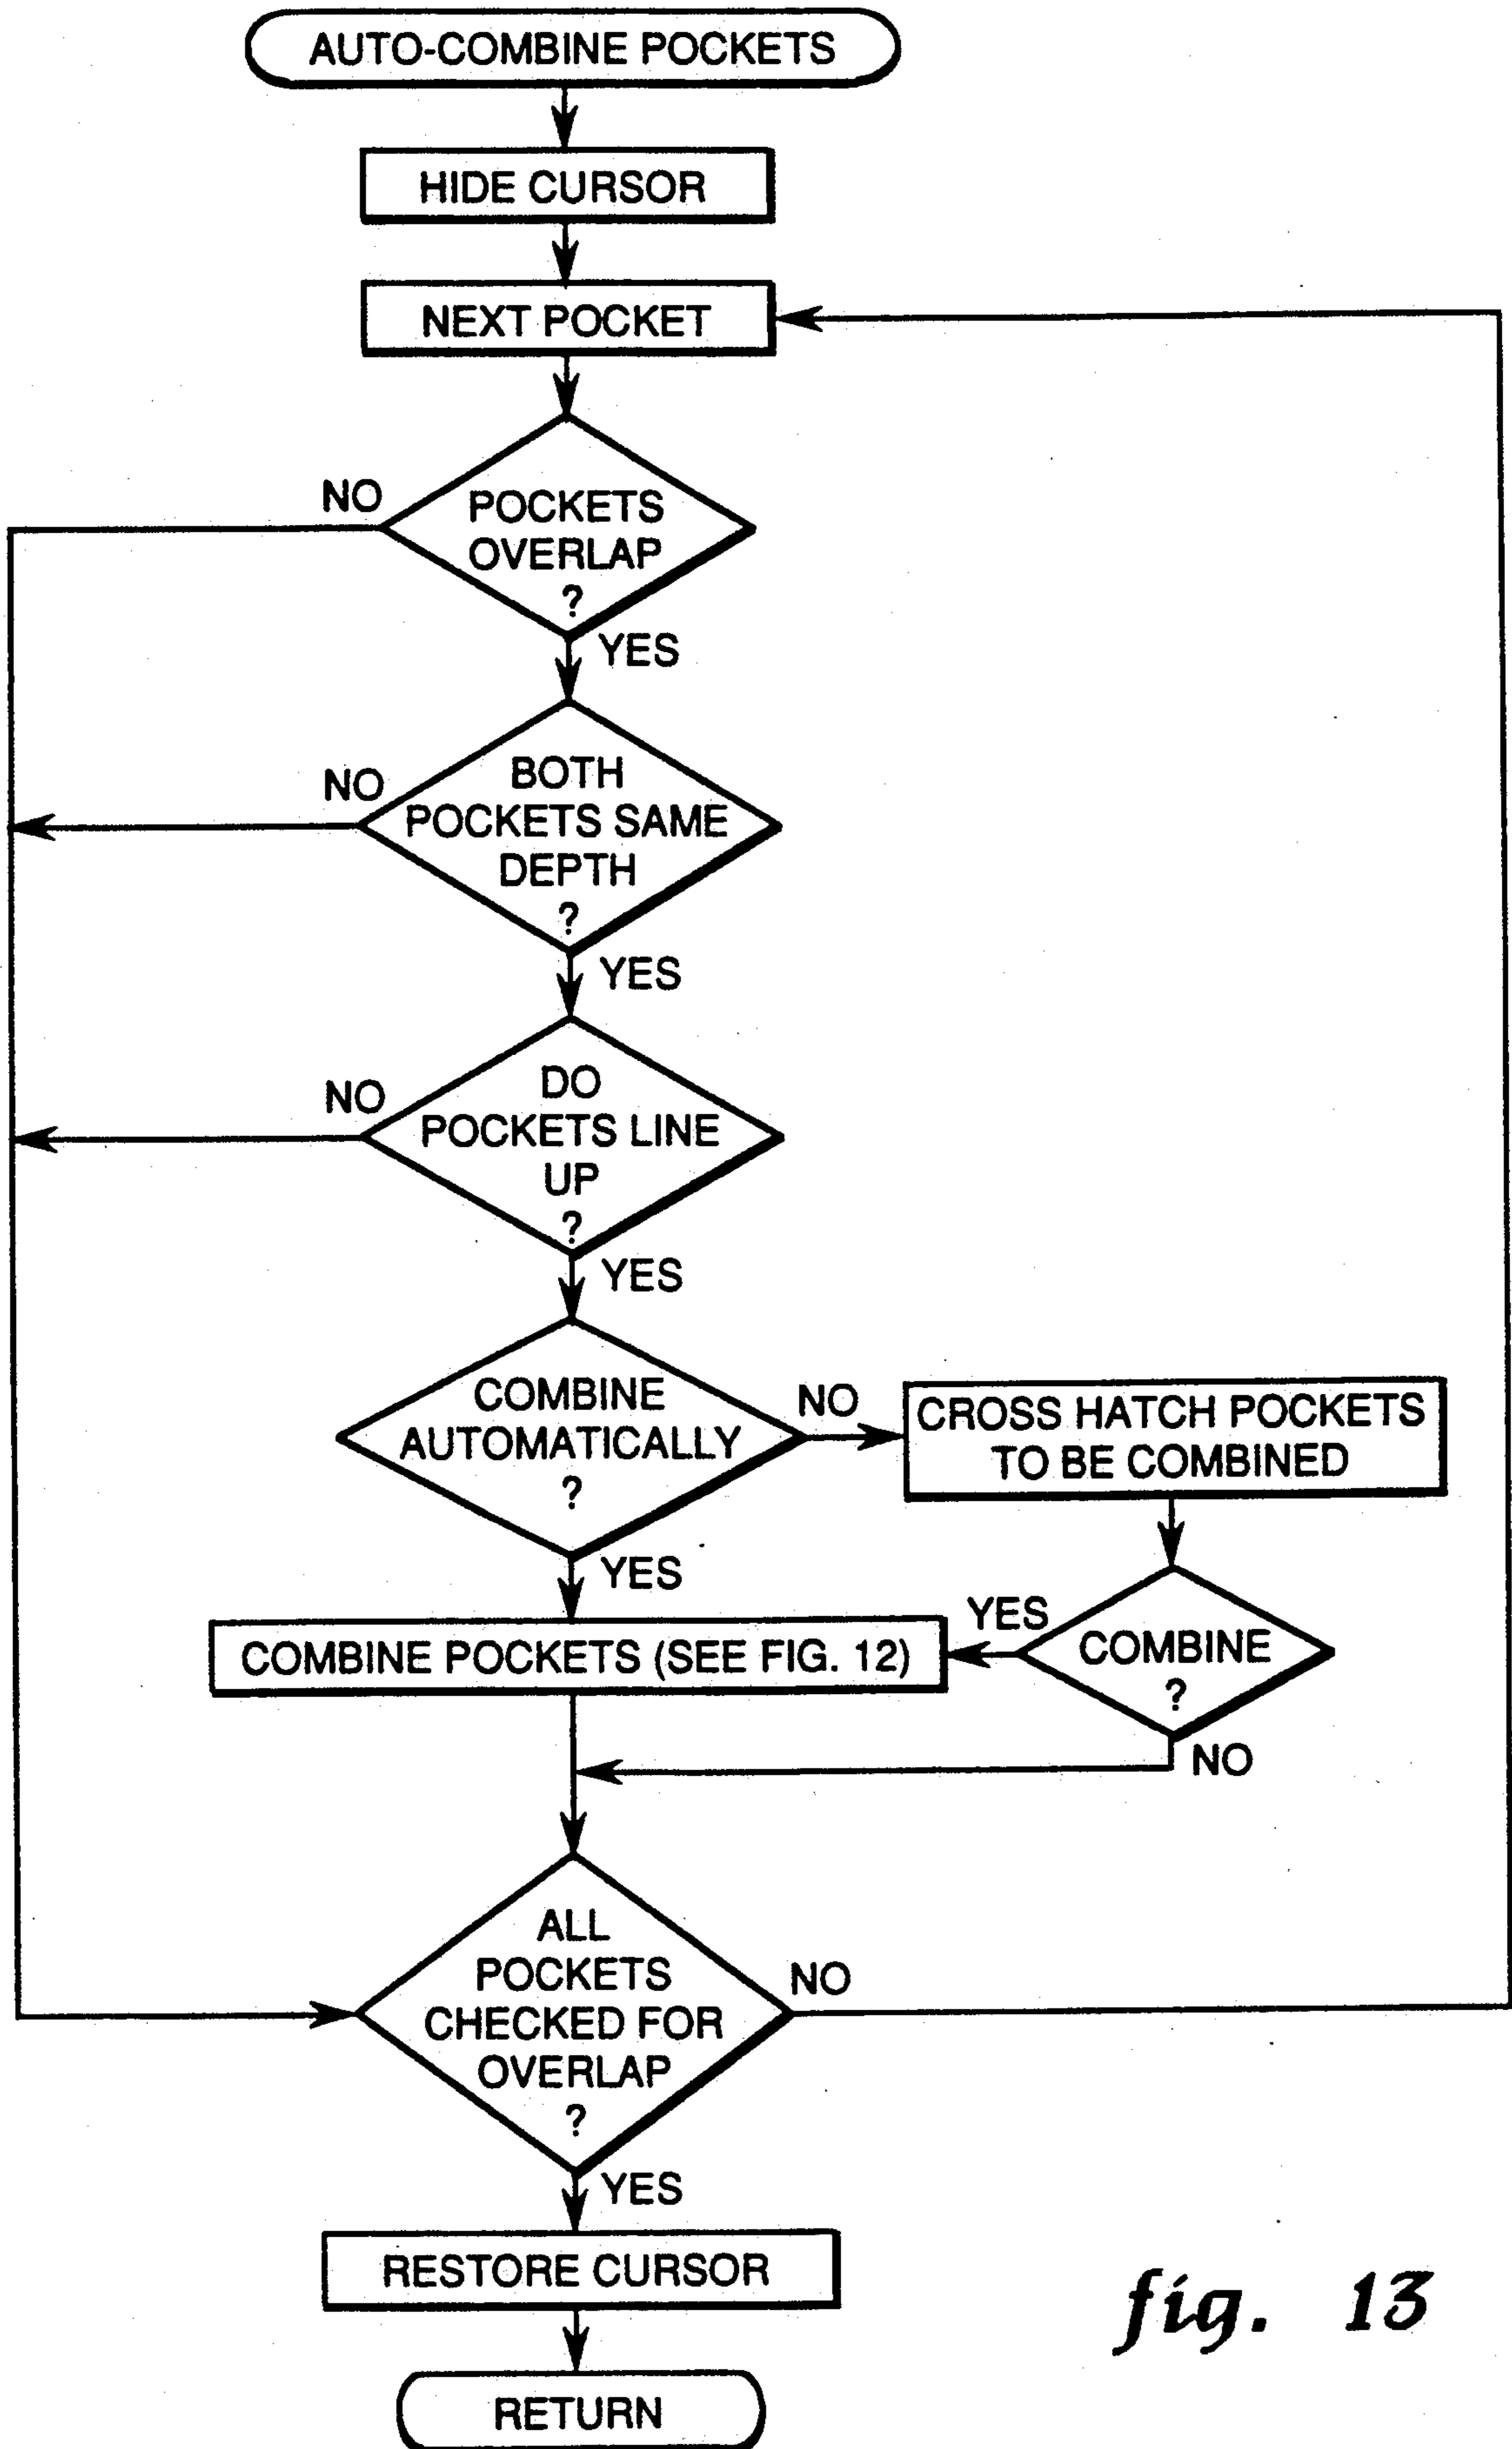 AUTO-COMBINE POCKETS
HIDE CURSOR
NEXT POCKET
NO
POCKETS
OVERLAP
?
YES
NO
BOTH
POCKETS SAME
DEPTH
?
YES
NO
DO
POCKETS LINE
UP
?
YES
COMBINE
AUTOMATICALLY
?
NO
CROSS HATCH POCKETS
TO BE COMBINED
YES
YES
COMBINE
?
NO
COMBINE POCKETS (SEE FIG. 12)
ALL
POCKETS
CHECKED FOR
OVERLAP
?
NO
YES
RESTORE CURSOR
RETURN
fig. 13